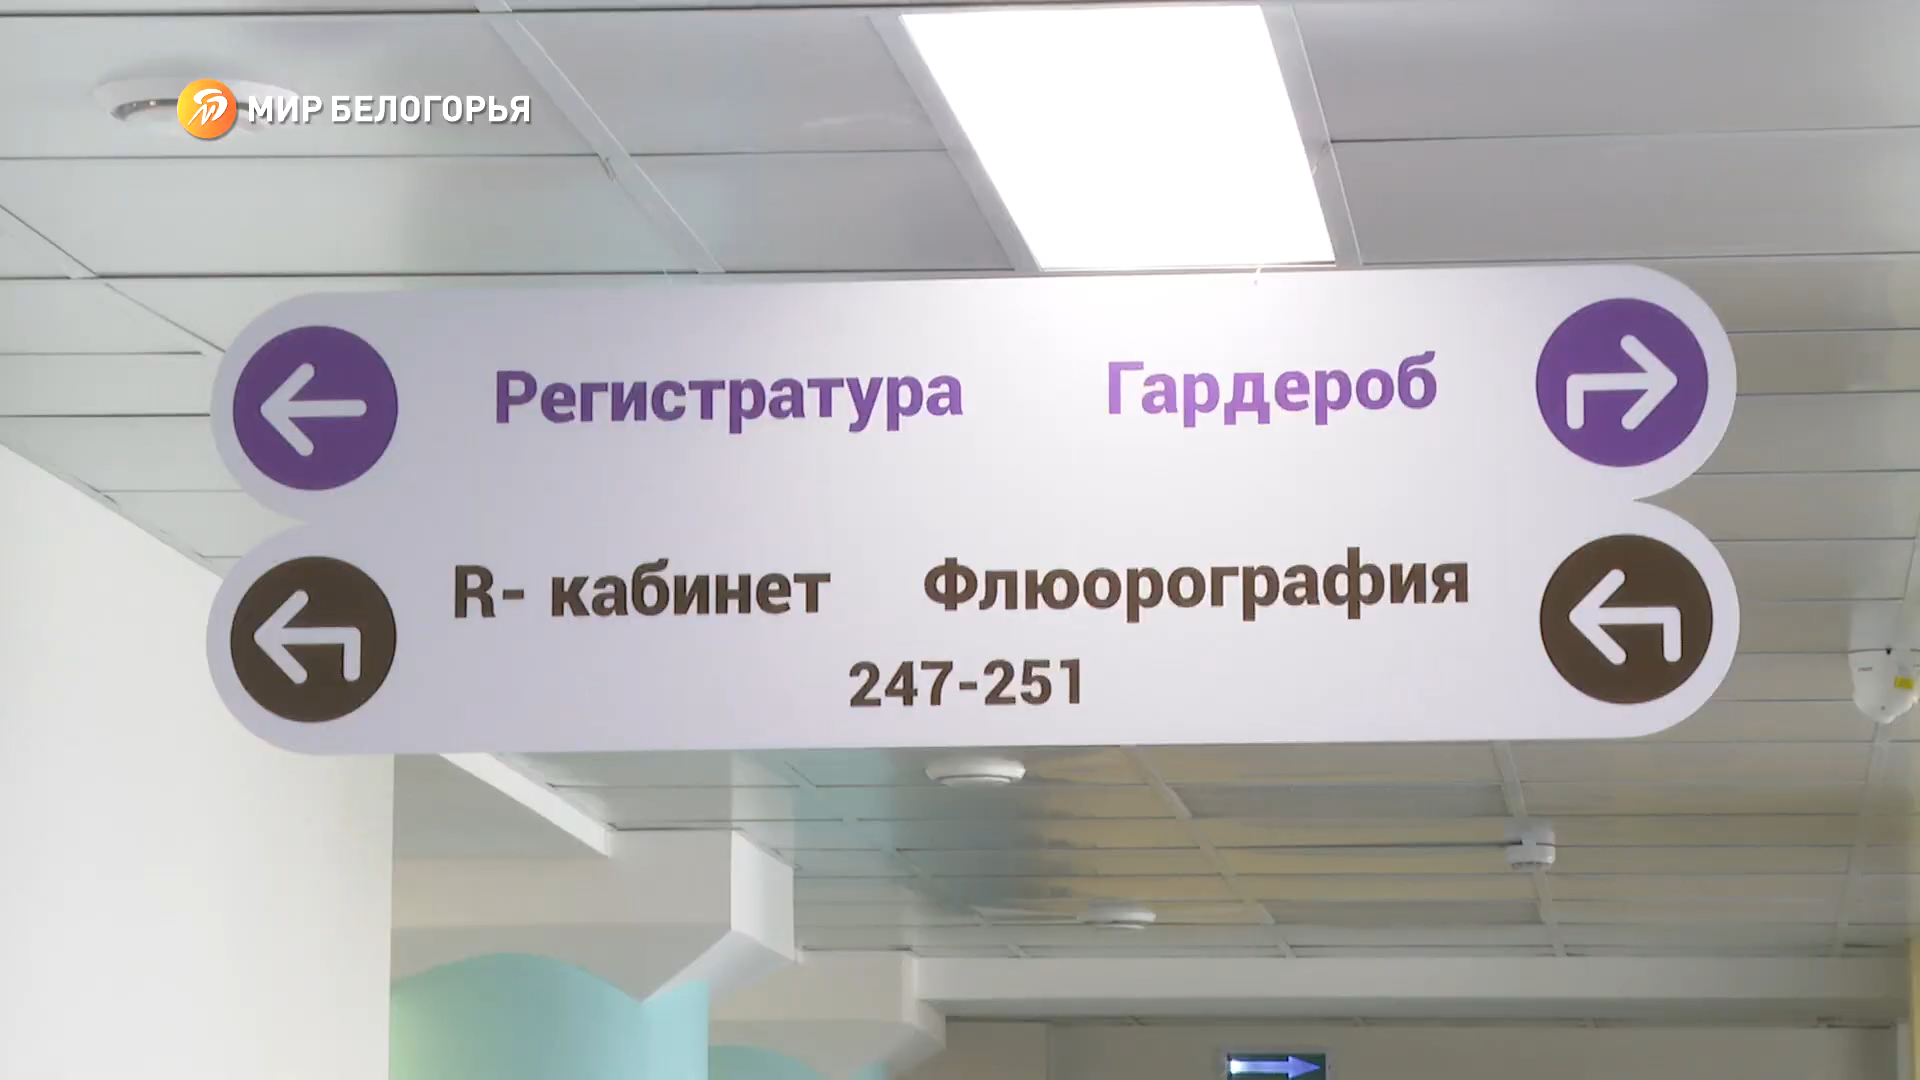 МИР БЕЛОГОРЬЯ
Регистратура Гардероб
R- кабинет Флюорография
247-251